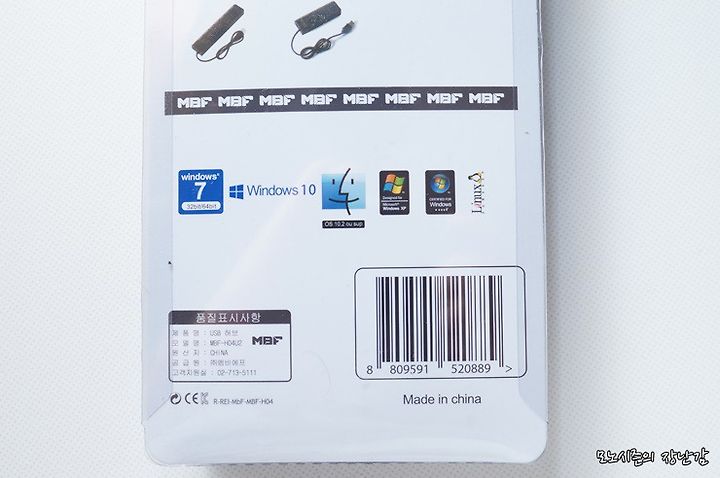 MBF MBF MBF MBF MBF MBF MBF MBF
windows®
7
32bit/64bit
Windows 10
OS 10.2 ou sup
Designed for
Microsoft®
Windows XP
CERTIFIED FOR
Windows
Linux
품질표시사항
제 품 명 : USB 허브
모 델 명 : MBF-H04U2
원 산 지 : CHINA
공 급 원 : ㈜엠비에프
고객지원실 : 02-713-5111
MBF
CE R-REI-MbF-MBF-H04
8 809591 520889 >
Made in china
모노시즌의 장난감